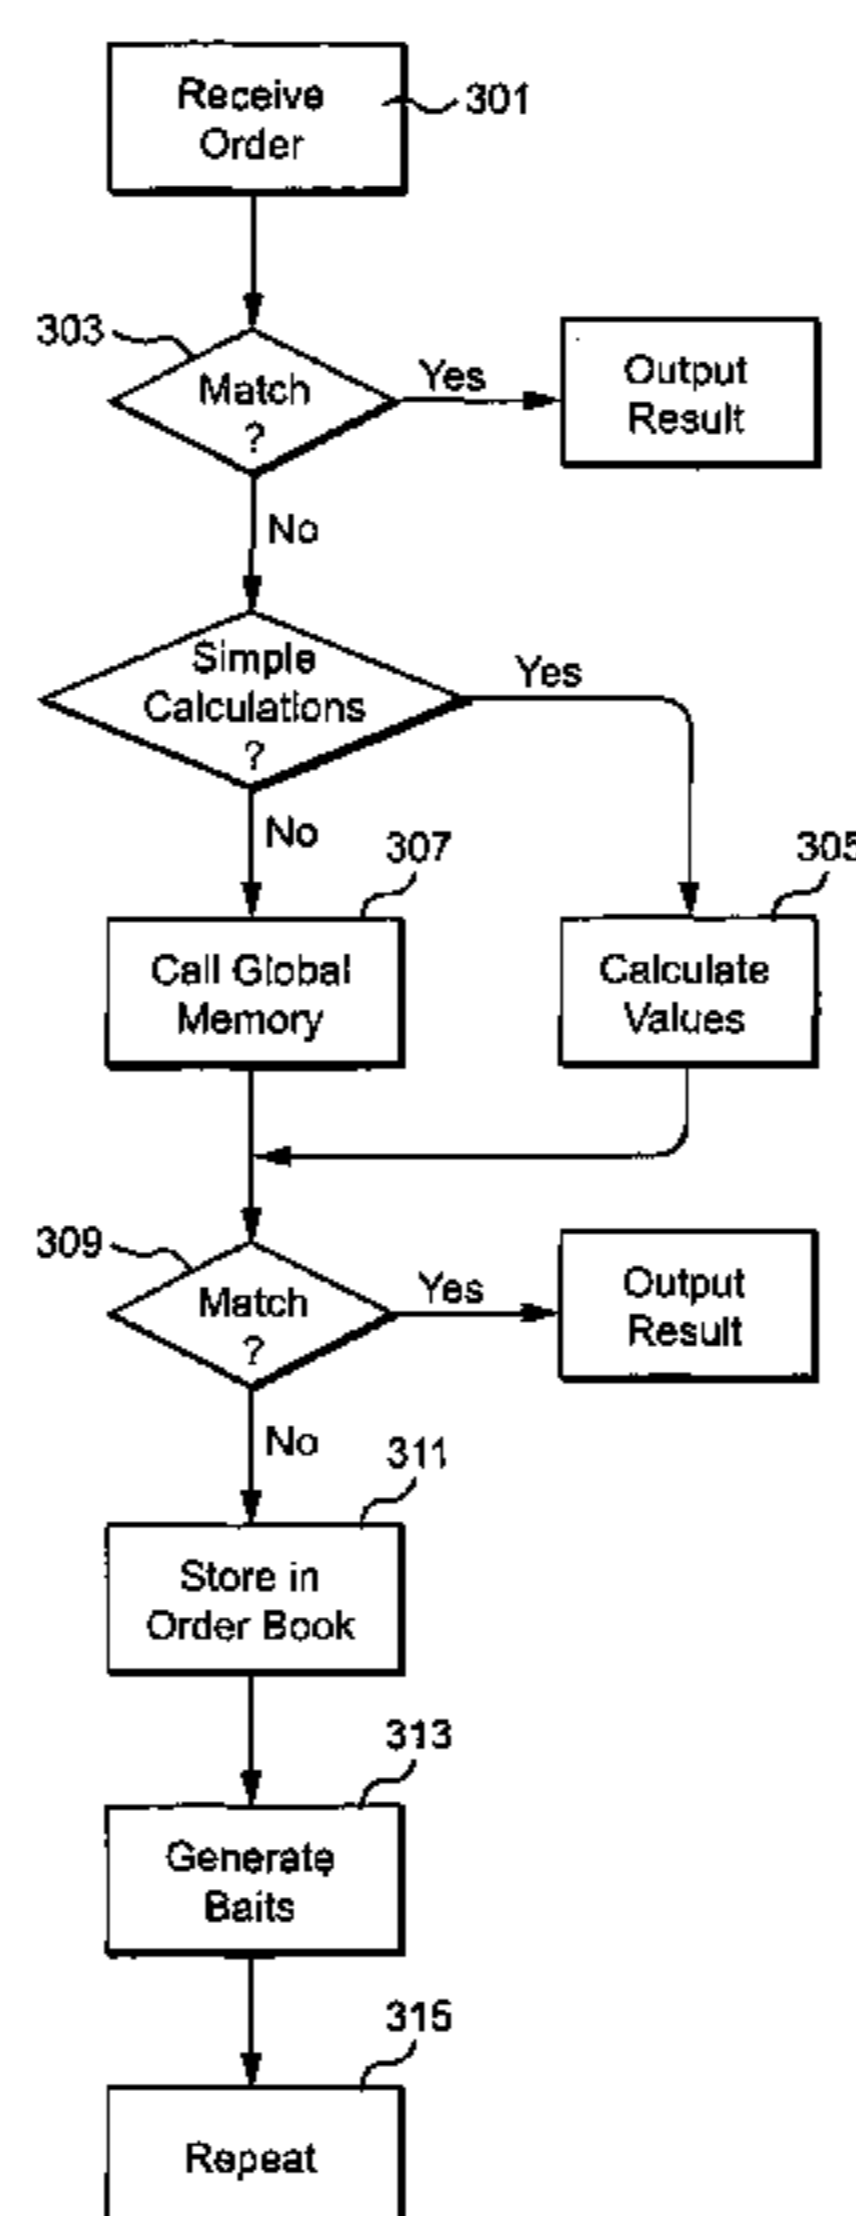 Receive
Order
301
303
Match
?
Yes
Output
Result
No
Simple
Calculations
?
Yes
No
307
305
Call Global
Memory
Calculate
Values
309
Match
?
Yes
Output
Result
No
311
Store in
Order Book
313
Generate
Baits
315
Repeat